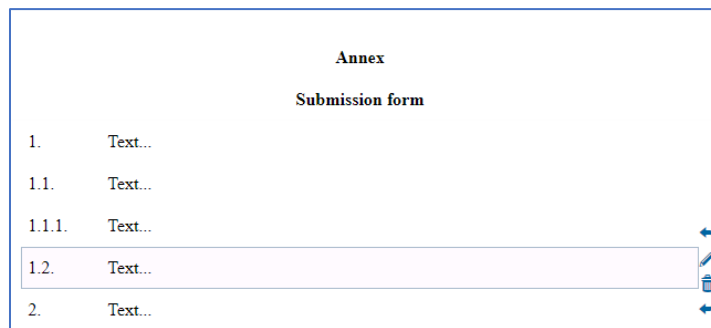 Annex
Submission form
1. Text...
1.1. Text...
1.1.1. Text...
1.2. Text...
2. Text...